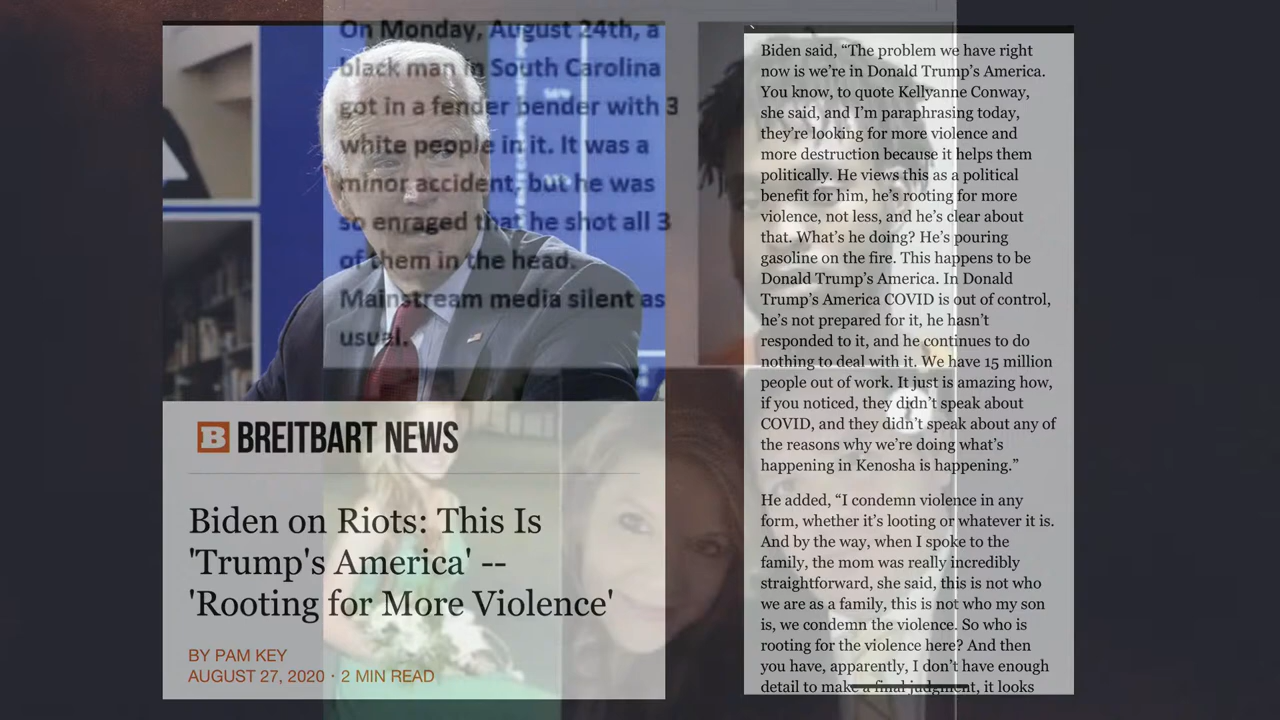 On Monday, August 24th, a
black man in South Carolina
got in a fender bender with 3
white people in it. It was a
minor accident, but he was
so enraged that he shot all 3
of them in the head.
Mainstream media silent as
usual.
B BREITBART NEWS
Biden on Riots: This Is
'Trump's America' --
'Rooting for More Violence'
BY PAM KEY
AUGUST 27, 2020 · 2 MIN READ
Biden said, “The problem we have right
now is we’re in Donald Trump’s America.
You know, to quote Kellyanne Conway,
she said, and I’m paraphrasing today,
they’re looking for more violence and
more destruction because it helps them
politically. He views this as a political
benefit for him, he’s rooting for more
violence, not less, and he’s clear about
that. What’s he doing? He’s pouring
gasoline on the fire. This happens to be
Donald Trump’s America. In Donald
Trump’s America COVID is out of control,
he’s not prepared for it, he hasn’t
responded to it, and he continues to do
nothing to deal with it. We have 15 million
people out of work. It just is amazing how,
if you noticed, they didn’t speak about
COVID, and they didn’t speak about any of
the reasons why we’re doing what’s
happening in Kenosha is happening.”
He added, “I condemn violence in any
form, whether it’s looting or whatever it is.
And by the way, when I spoke to the
family, the mom was really incredibly
straightforward, she said, this is not who
we are as a family, this is not who my son
is, we condemn the violence. So who is
rooting for the violence here? And then
you have, apparently, I don’t have enough
detail to make a final judgment, it looks